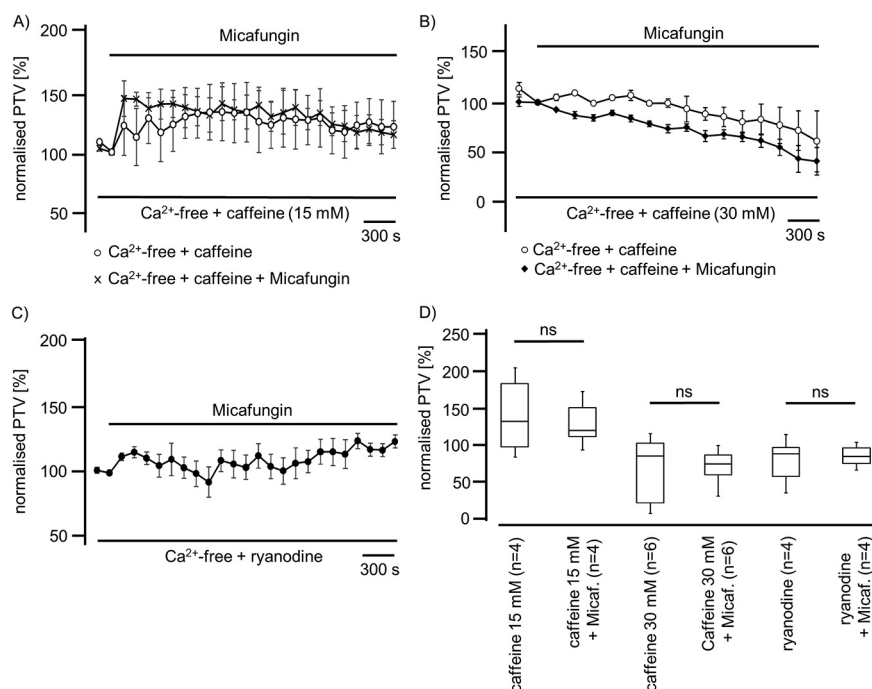 A)
200
150
100
50
normalised PTV [%]
Micafungin
Ca²⁺-free + caffeine (15 mM)
300 s
Ca²⁺-free + caffeine
Ca²⁺-free + caffeine + Micafungin
B)
150
100
50
0
normalised PTV [%]
Micafungin
Ca²⁺-free + caffeine (30 mM)
300 s
Ca²⁺-free + caffeine
Ca²⁺-free + caffeine + Micafungin
C)
200
150
100
50
normalised PTV [%]
Micafungin
Ca²⁺-free + ryanodine
300 s
D)
250
200
150
100
50
0
normalised PTV [%]
ns
ns
ns
caffeine 15 mM (n=4)
caffeine 15 mM
+ Micaf. (n=4)
caffeine 30 mM (n=6)
Caffeine 30 mM
+ Micaf. (n=6)
ryanodine (n=4)
ryanodine
+ Micaf. (n=4)